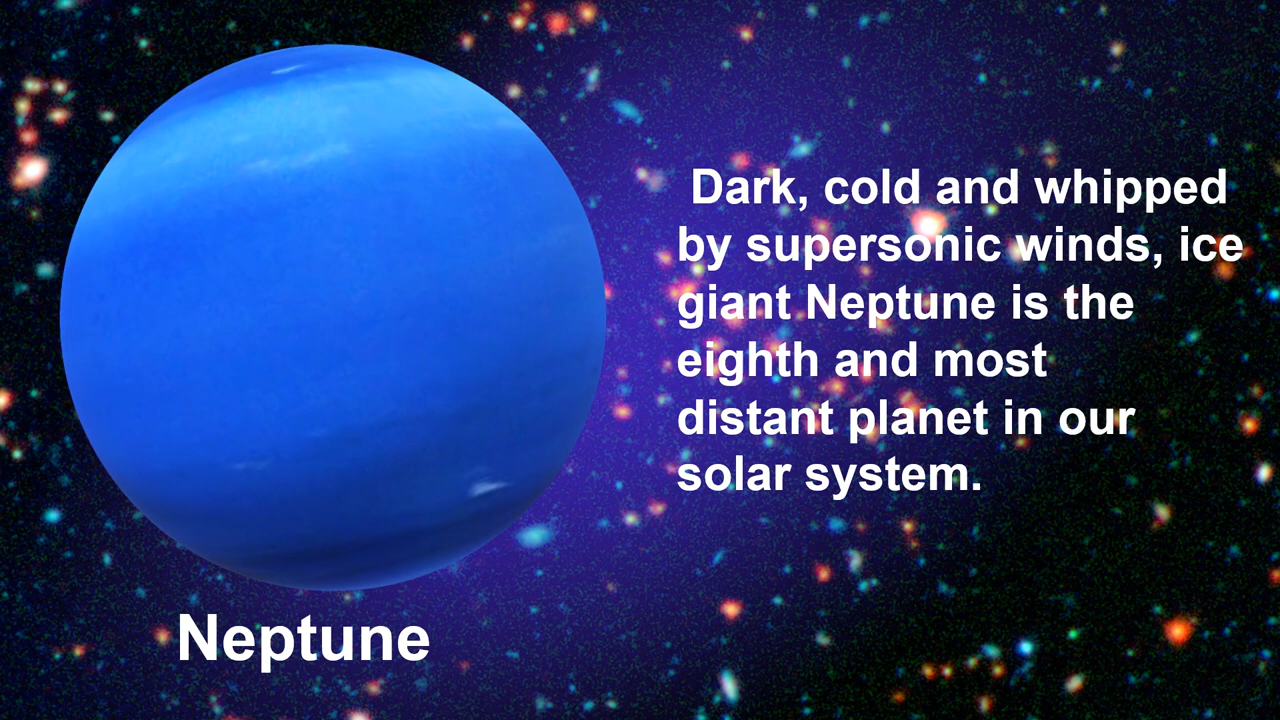 Dark, cold and whipped
by supersonic winds, ice
giant Neptune is the
eighth and most
distant planet in our
solar system.
Neptune